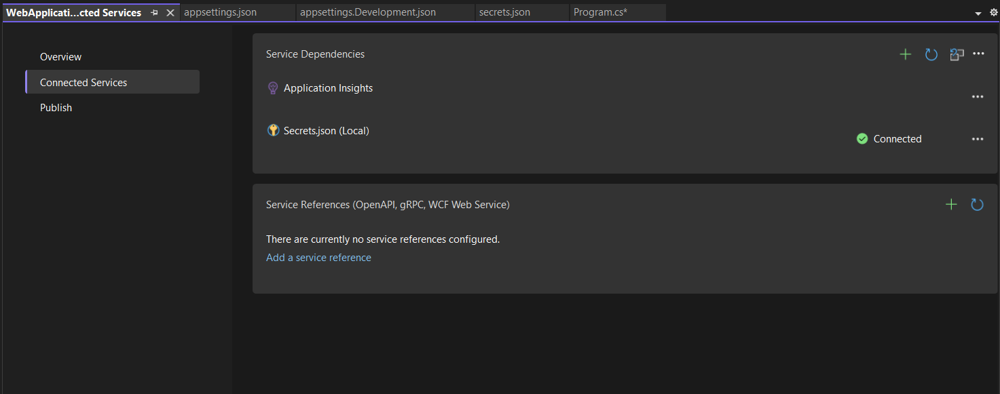 WebApplicati...cted Services appsettings.json appsettings.Development.json secrets.json Program.cs*
Overview
Connected Services
Publish
Service Dependencies
Application Insights
Secrets.json (Local)
Connected
Service References (OpenAPI, gRPC, WCF Web Service)
There are currently no service references configured.
Add a service reference